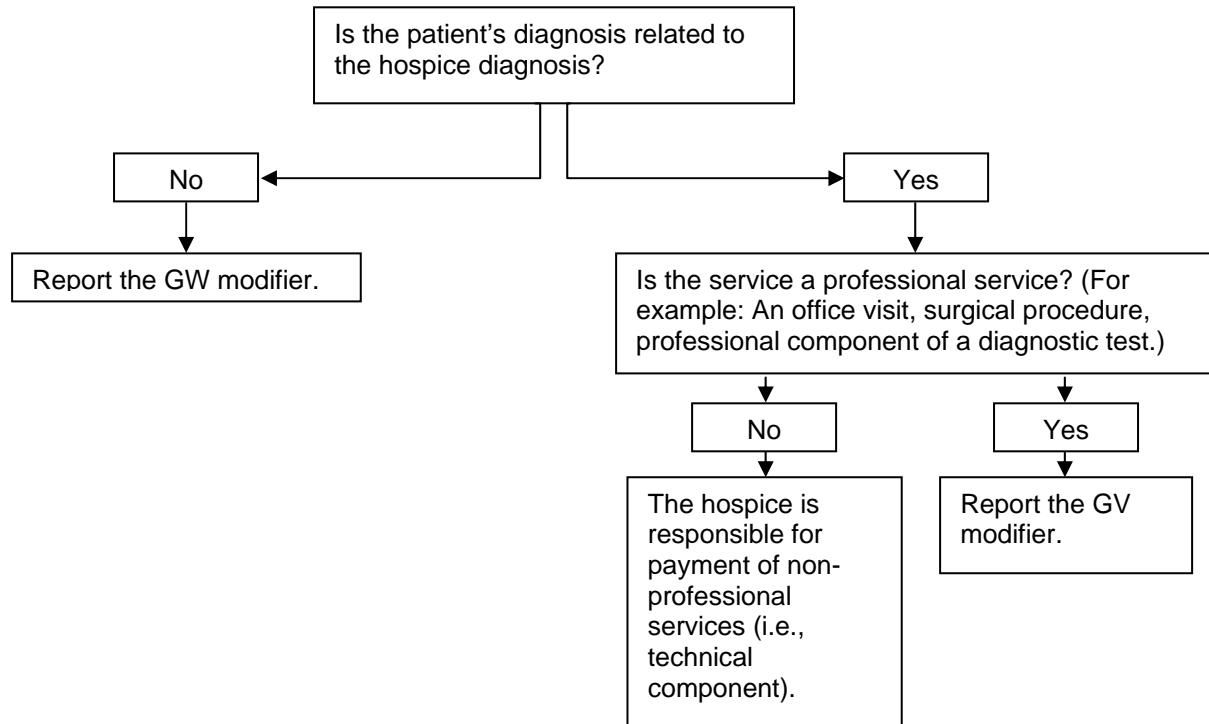 Is the patient’s diagnosis related to
the hospice diagnosis?
No
Yes
Report the GW modifier.
Is the service a professional service? (For
example: An office visit, surgical procedure,
professional component of a diagnostic test.)
No
Yes
The hospice is
responsible for
payment of non-
professional
services (i.e.,
technical
component).
Report the GV
modifier.